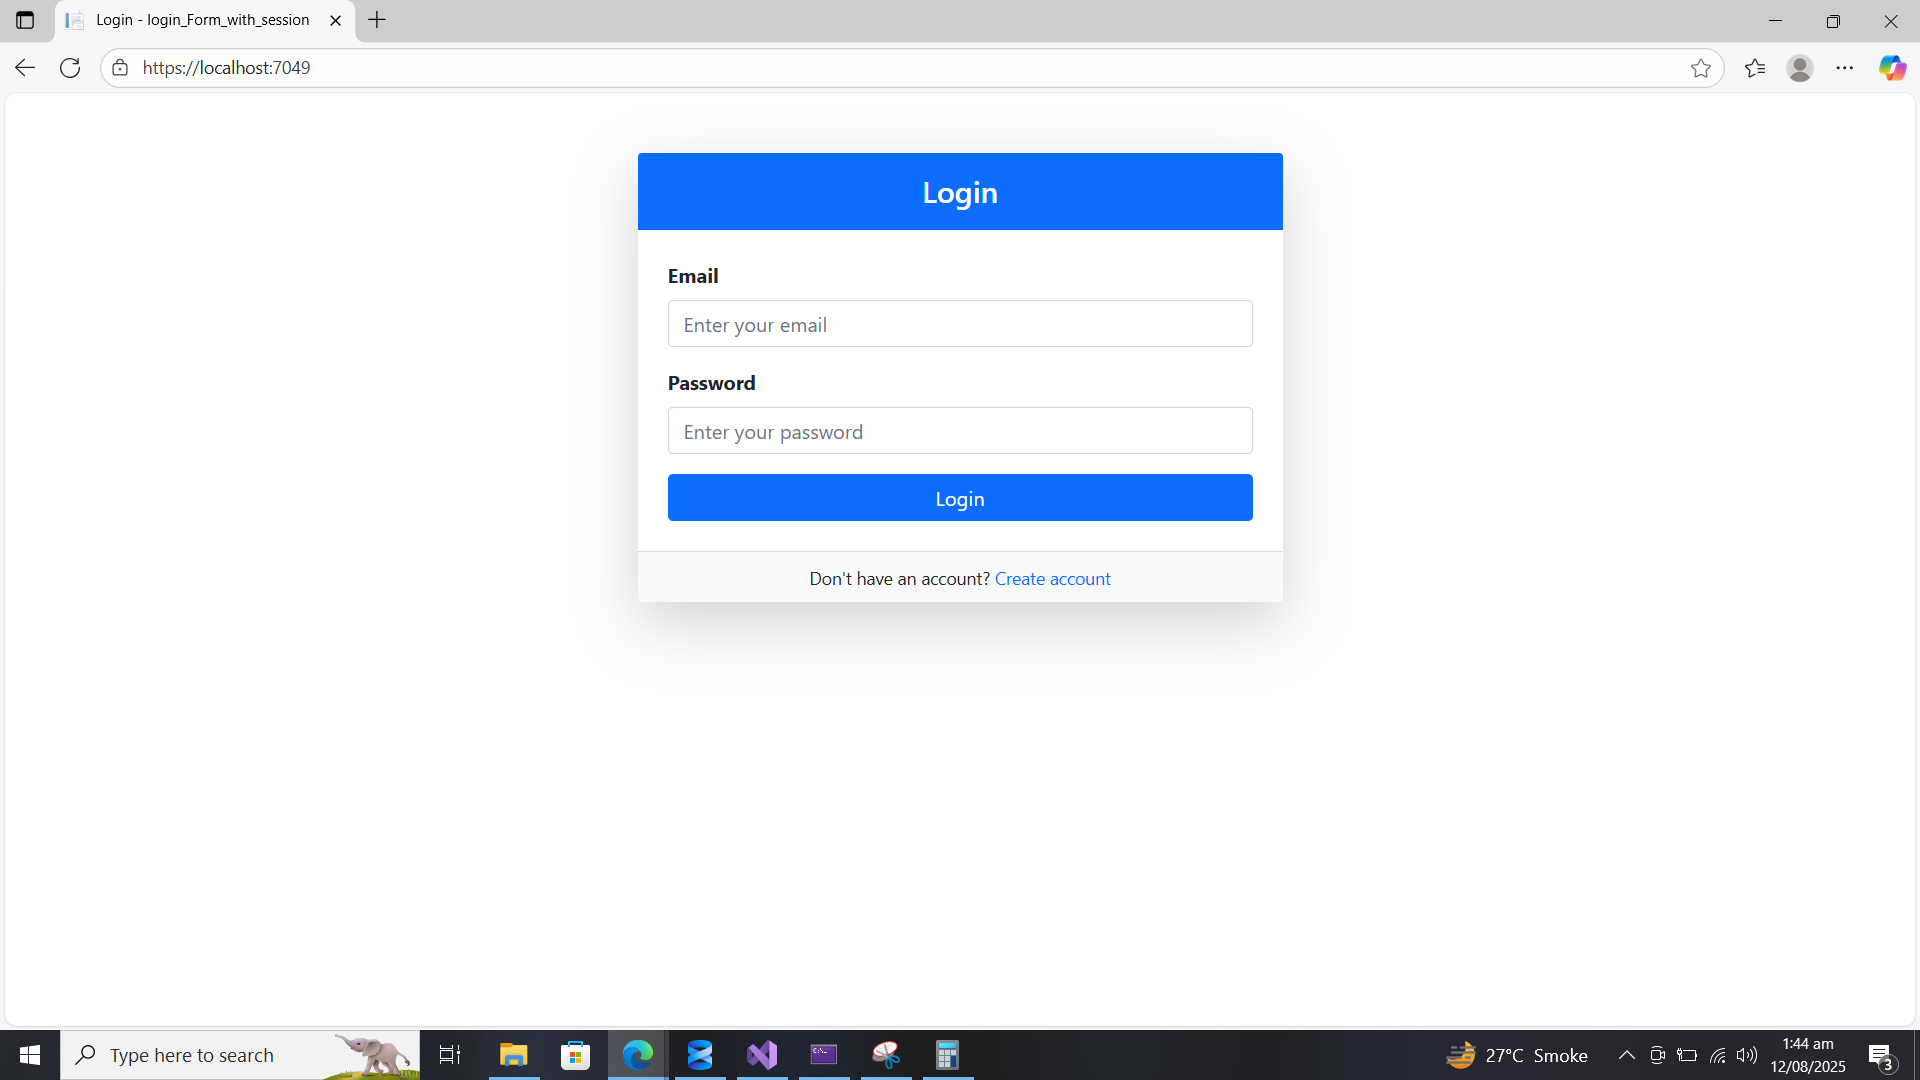 Login - login_Form_with_session
https://localhost:7049
Login
Email
Enter your email
Password
Enter your password
Login
Don't have an account? Create account
Type here to search
27°C Smoke
1:44 am
12/08/2025
3